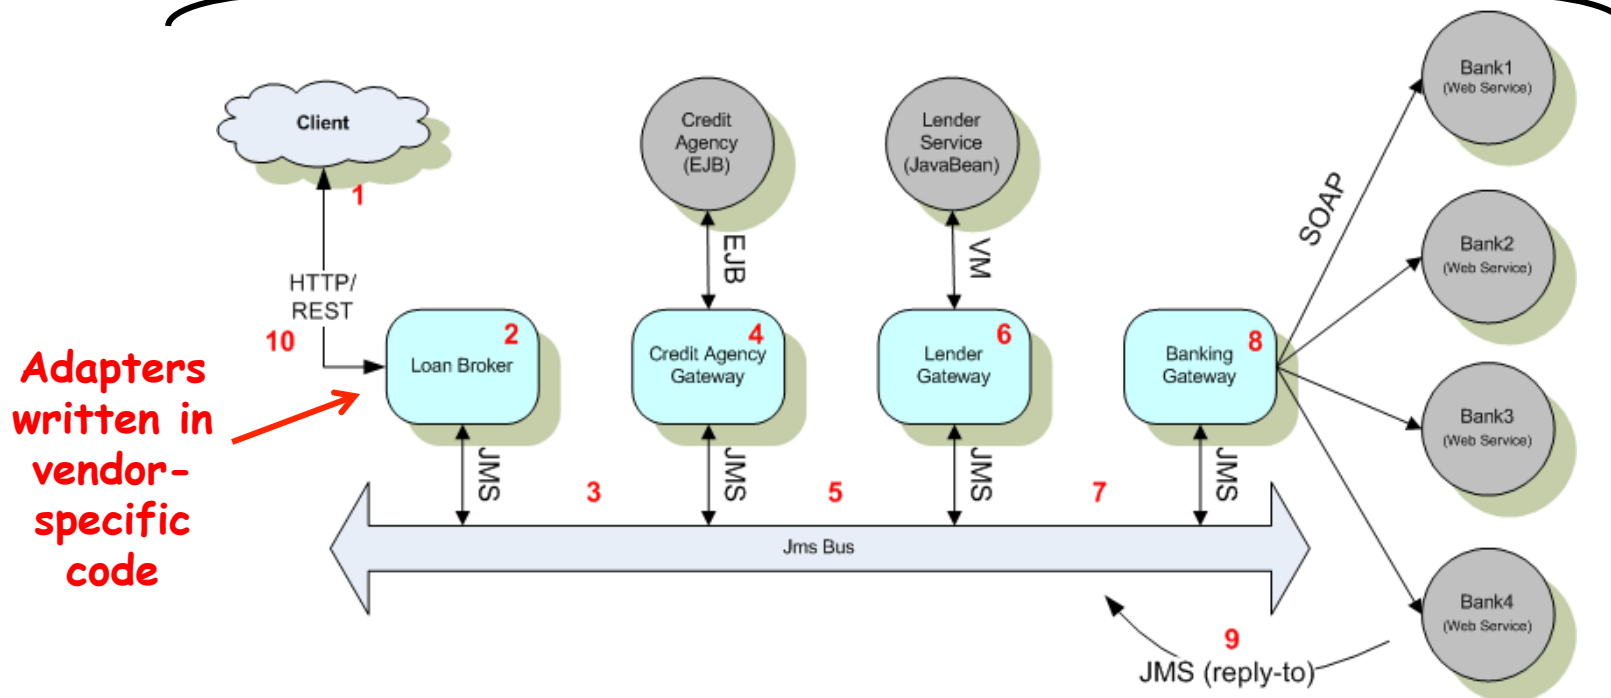 Client
1
HTTP/
REST
10
Adapters
written in
vendor-
specific
code
Loan Broker
2
JMS
3
Credit
Agency
(EJB)
EJB
Credit Agency
Gateway
4
JMS
5
Lender
Service
(JavaBean)
VM
Lender
Gateway
6
JMS
7
Banking
Gateway
8
JMS
SOAP
Bank1
(Web Service)
Bank2
(Web Service)
Bank3
(Web Service)
Bank4
(Web Service)
Jms Bus
9
JMS (reply-to)